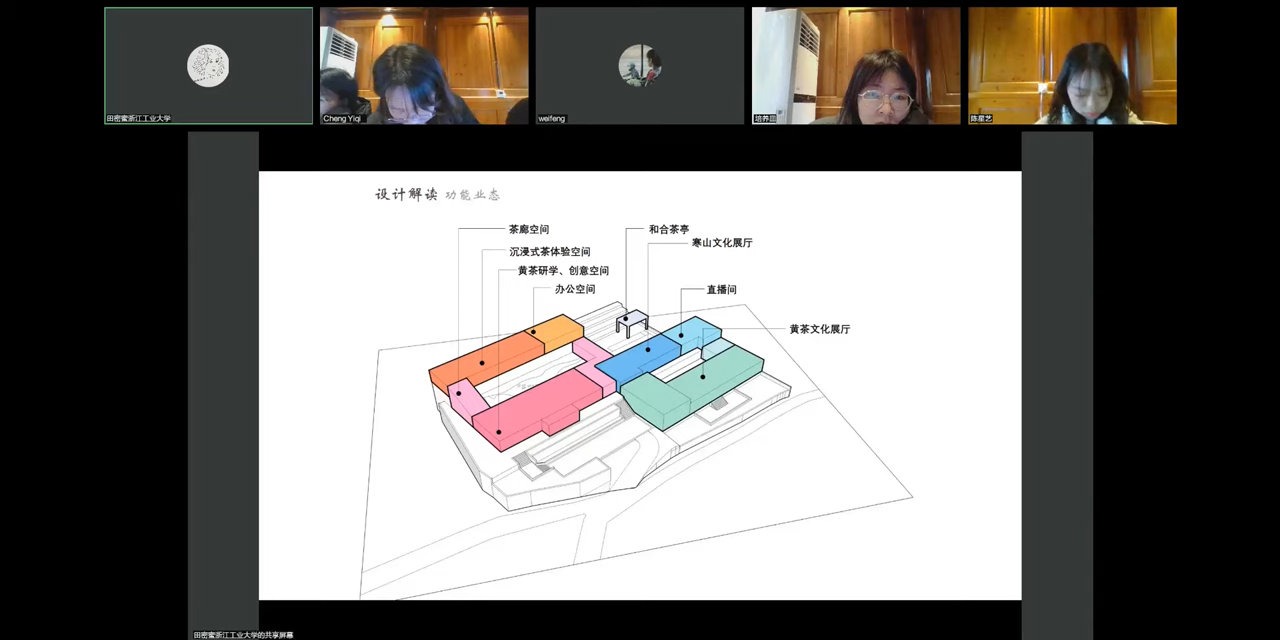 田密蜜浙江工业大学
Cheng Yiqi
weifeng
培养皿
陈星艺
设计解读 功能业态
茶廊空间
和合茶亭
寒山文化展厅
沉浸式茶体验空间
黄茶研学、创意空间
办公空间
直播间
黄茶文化展厅
田密蜜浙江工业大学的共享屏幕